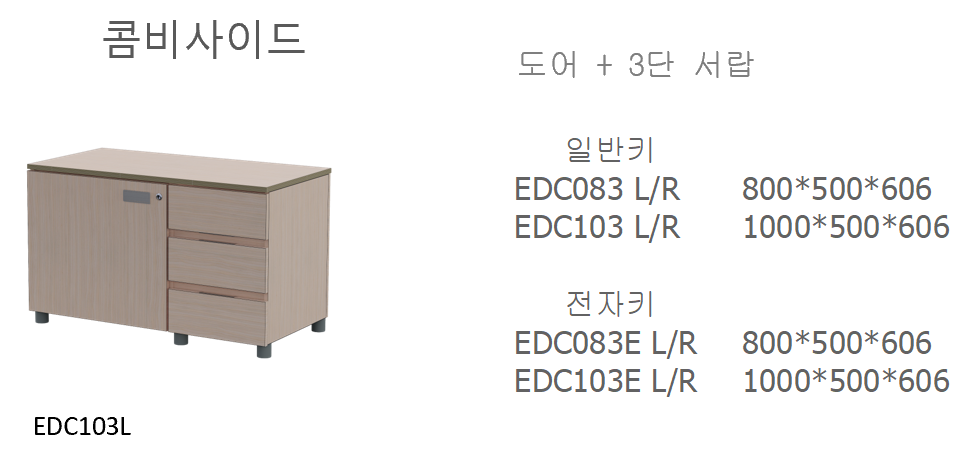 콤비사이드
도어 + 3단 서랍
일반키
EDC083 L/R 800*500*606
EDC103 L/R 1000*500*606
전자키
EDC083E L/R 800*500*606
EDC103E L/R 1000*500*606
EDC103L